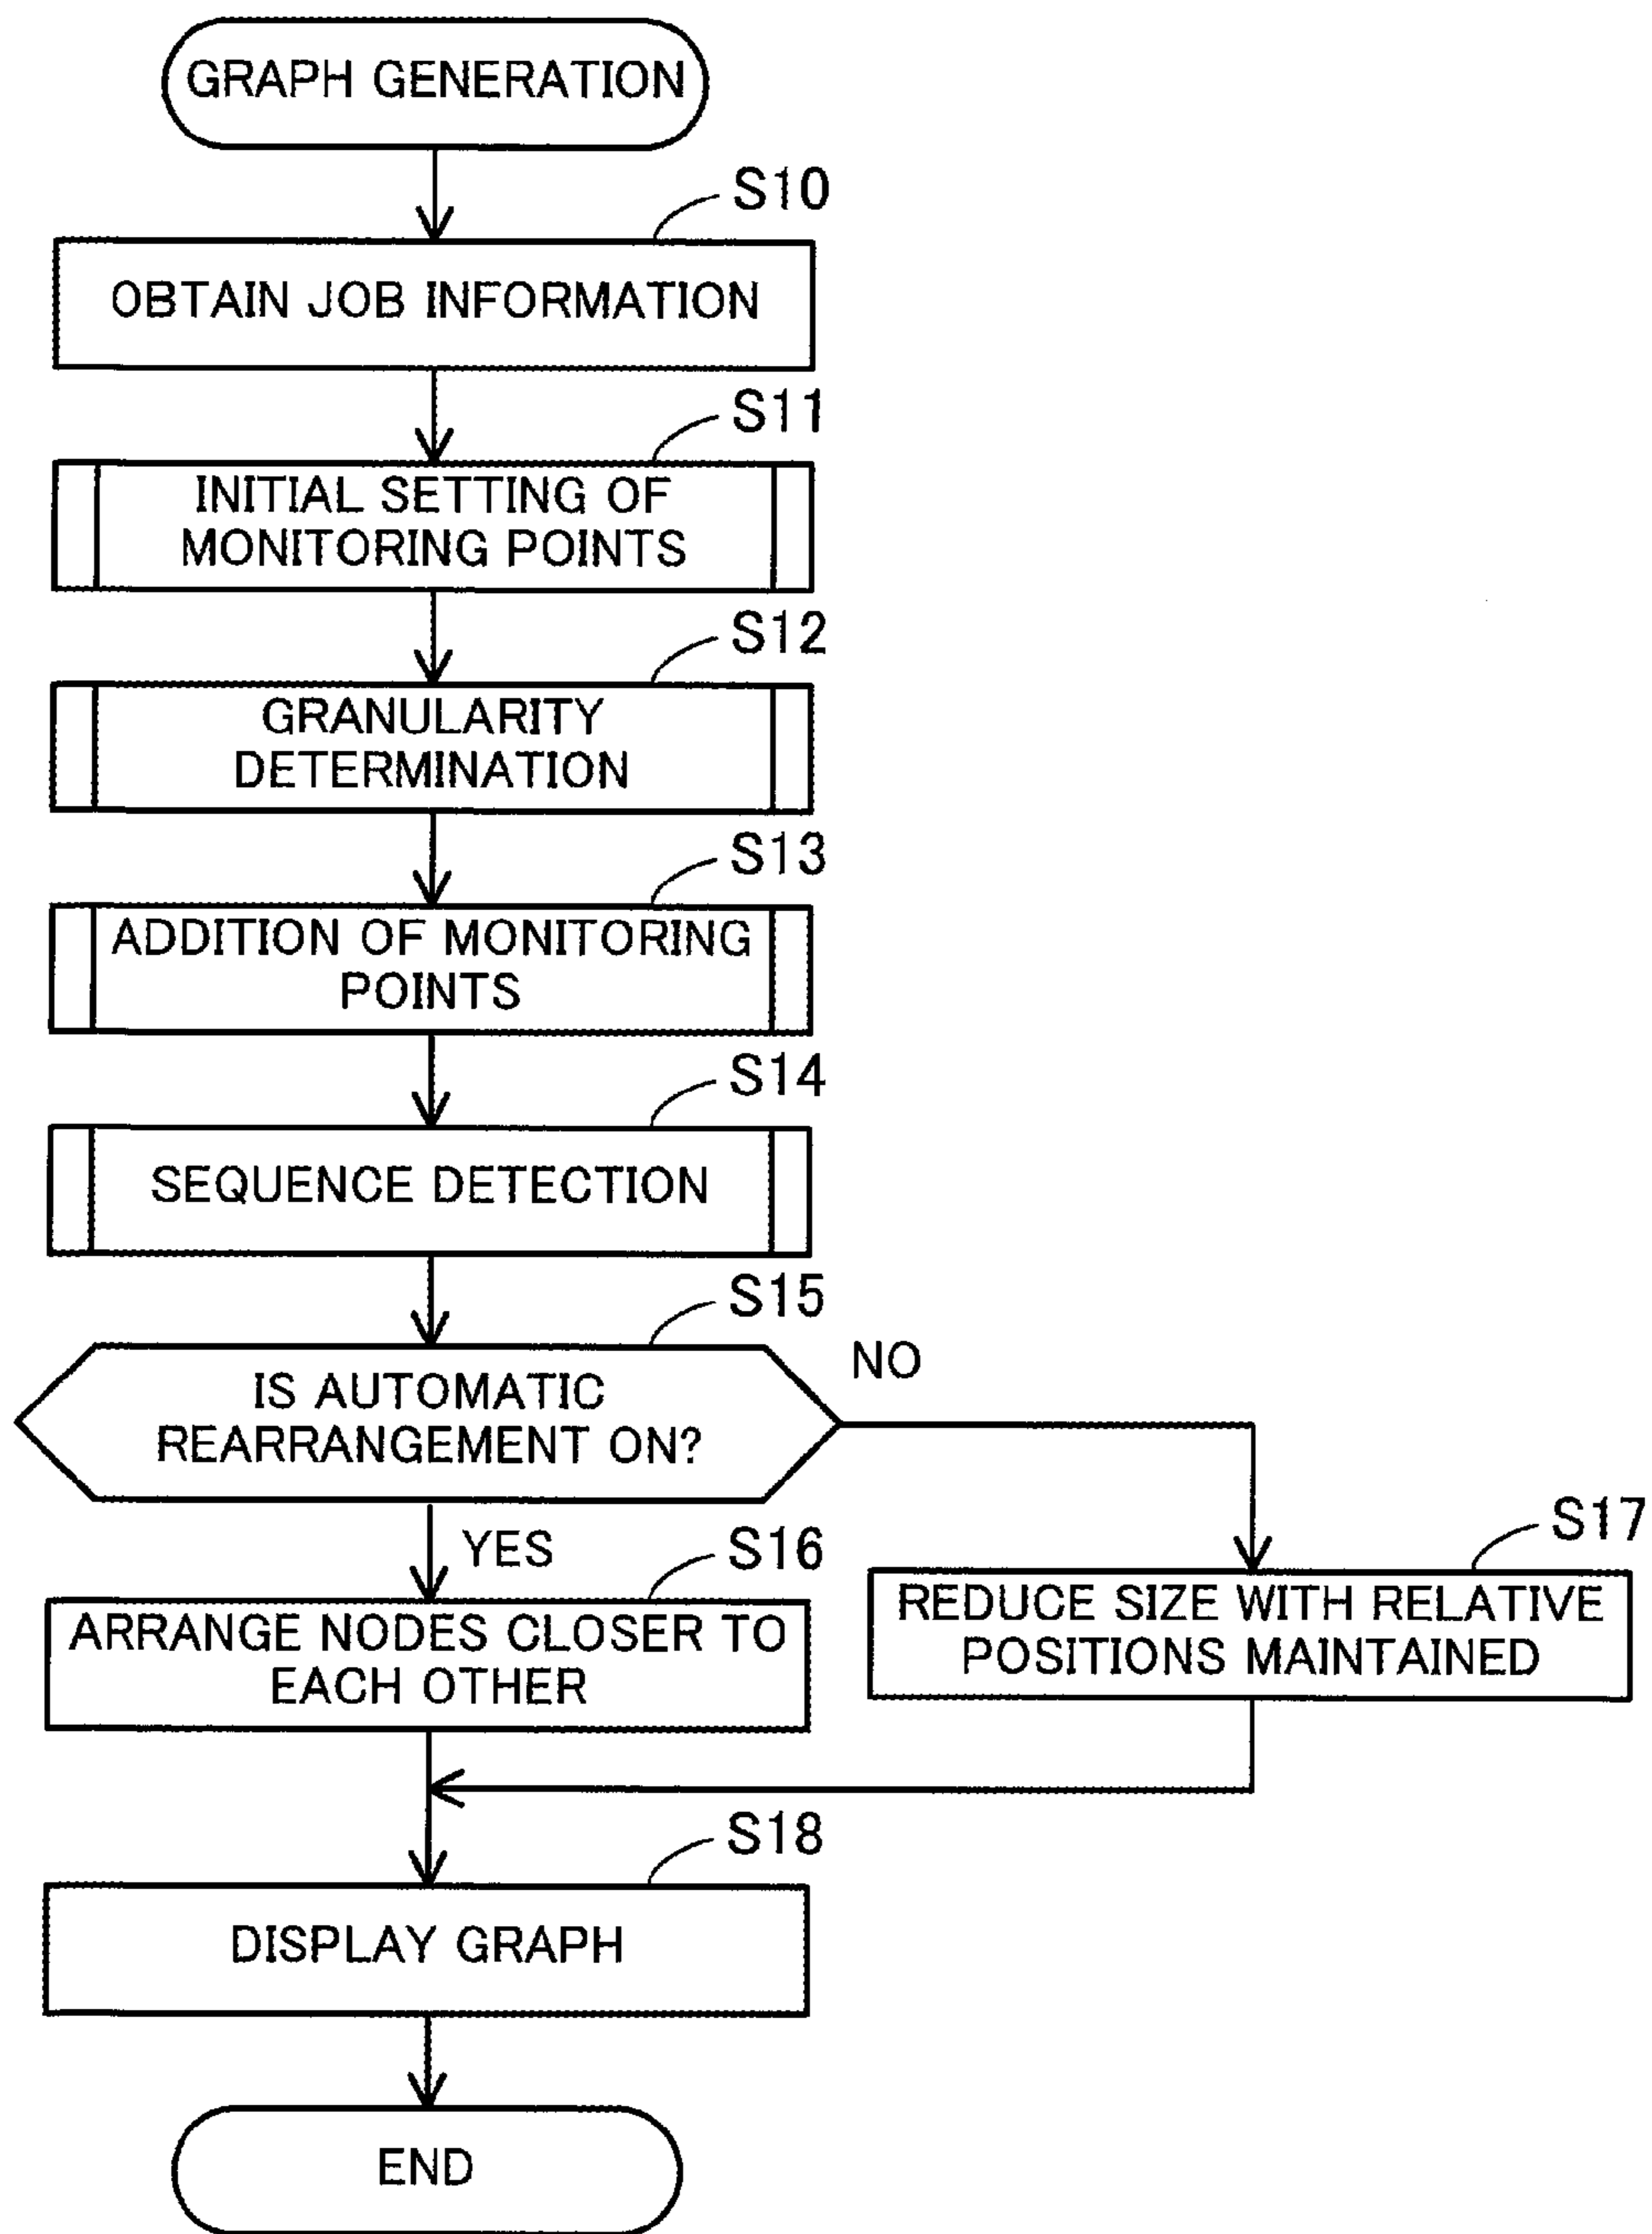 GRAPH GENERATION
S10
OBTAIN JOB INFORMATION
S11
INITIAL SETTING OF
MONITORING POINTS
S12
GRANULARITY
DETERMINATION
S13
ADDITION OF MONITORING
POINTS
S14
SEQUENCE DETECTION
S15
IS AUTOMATIC
REARRANGEMENT ON?
NO
YES
S16
ARRANGE NODES CLOSER TO
EACH OTHER
S17
REDUCE SIZE WITH RELATIVE
POSITIONS MAINTAINED
S18
DISPLAY GRAPH
END